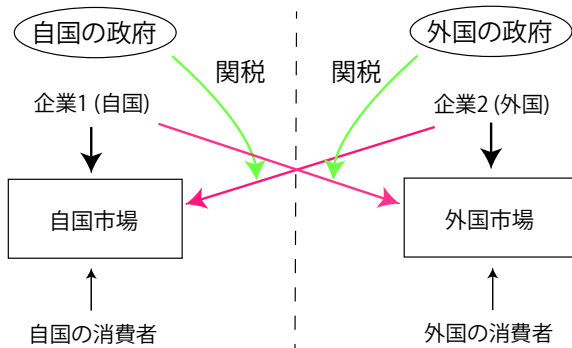 自国の政府
外国の政府
関税
関税
企業1 (自国)
企業2 (外国)
自国市場
外国市場
自国の消費者
外国の消費者